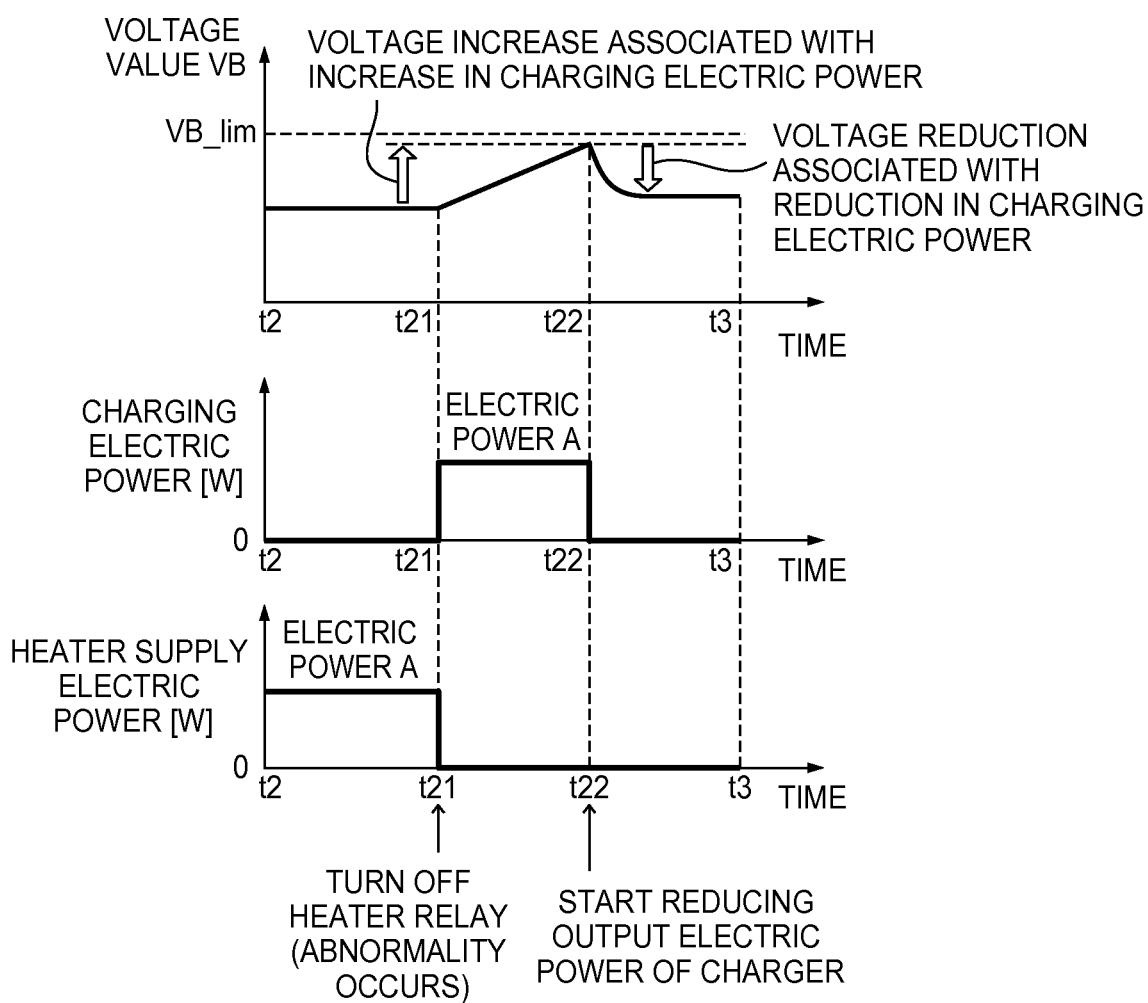 VOLTAGE
VALUE VB
VOLTAGE INCREASE ASSOCIATED WITH
INCREASE IN CHARGING ELECTRIC POWER
VB_lim
VOLTAGE REDUCTION
ASSOCIATED WITH
REDUCTION IN CHARGING
ELECTRIC POWER
t2
t21
t22
t3
TIME
CHARGING
ELECTRIC
POWER [W]
ELECTRIC
POWER A
0
t2
t21
t22
t3
TIME
HEATER SUPPLY
ELECTRIC
POWER [W]
ELECTRIC
POWER A
0
t2
t21
t22
t3
TIME
TURN OFF
HEATER RELAY
(ABNORMALITY
OCCURS)
START REDUCING
OUTPUT ELECTRIC
POWER OF CHARGER